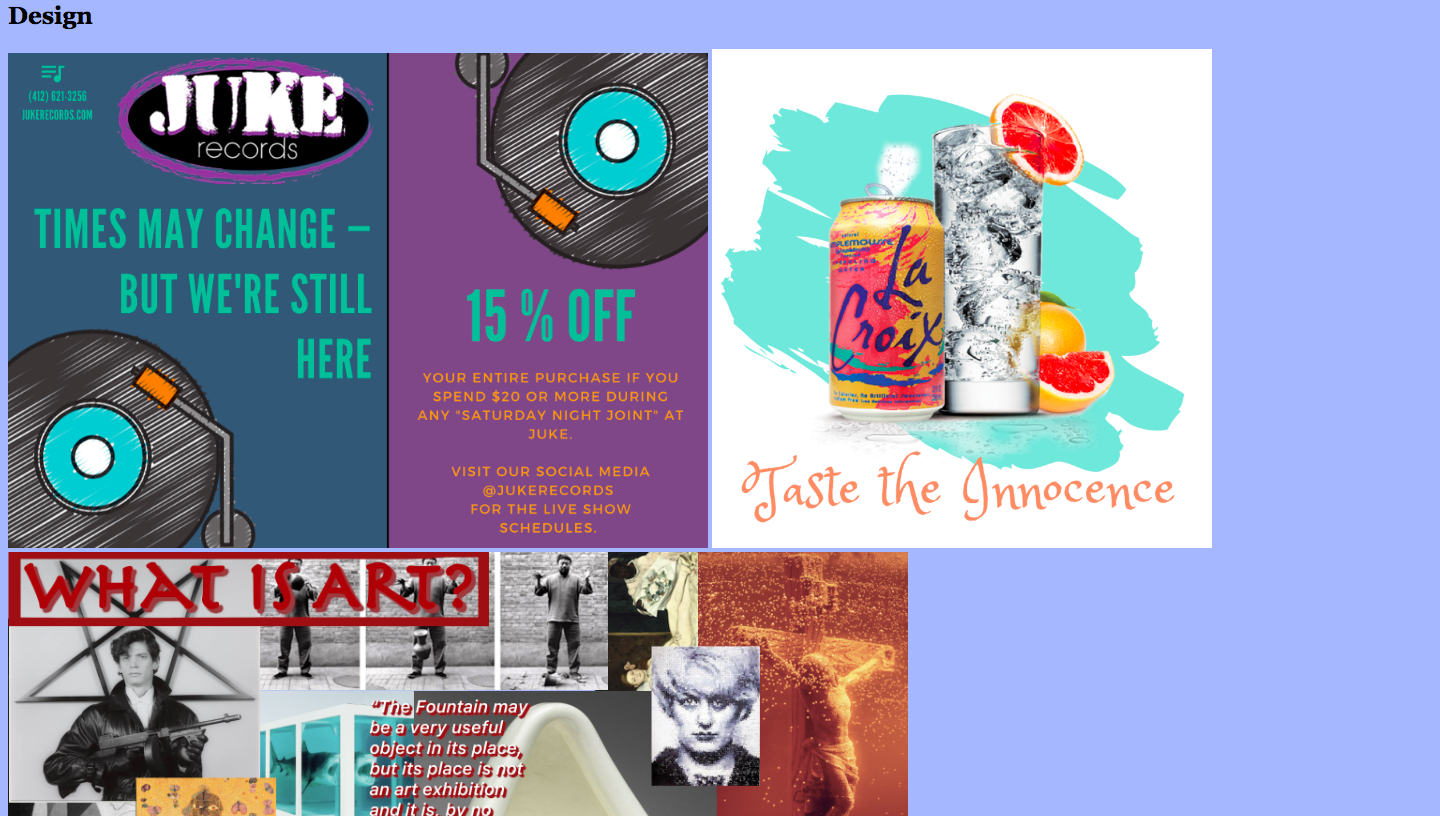 Design
(412) 621-3256
JUKERECORDS.COM
JUKE
records
TIMES MAY CHANGE –
BUT WE'RE STILL
HERE
15 % OFF
YOUR ENTIRE PURCHASE IF YOU
SPEND $20 OR MORE DURING
ANY "SATURDAY NIGHT JOINT" AT
JUKE.
VISIT OUR SOCIAL MEDIA
@JUKERECORDS
FOR THE LIVE SHOW
SCHEDULES.
La
Croix
Taste the Innocence
WHAT IS ART?
"The Fountain may
be a very useful
object in its place,
but its place is not
an art exhibition
and it is, by no